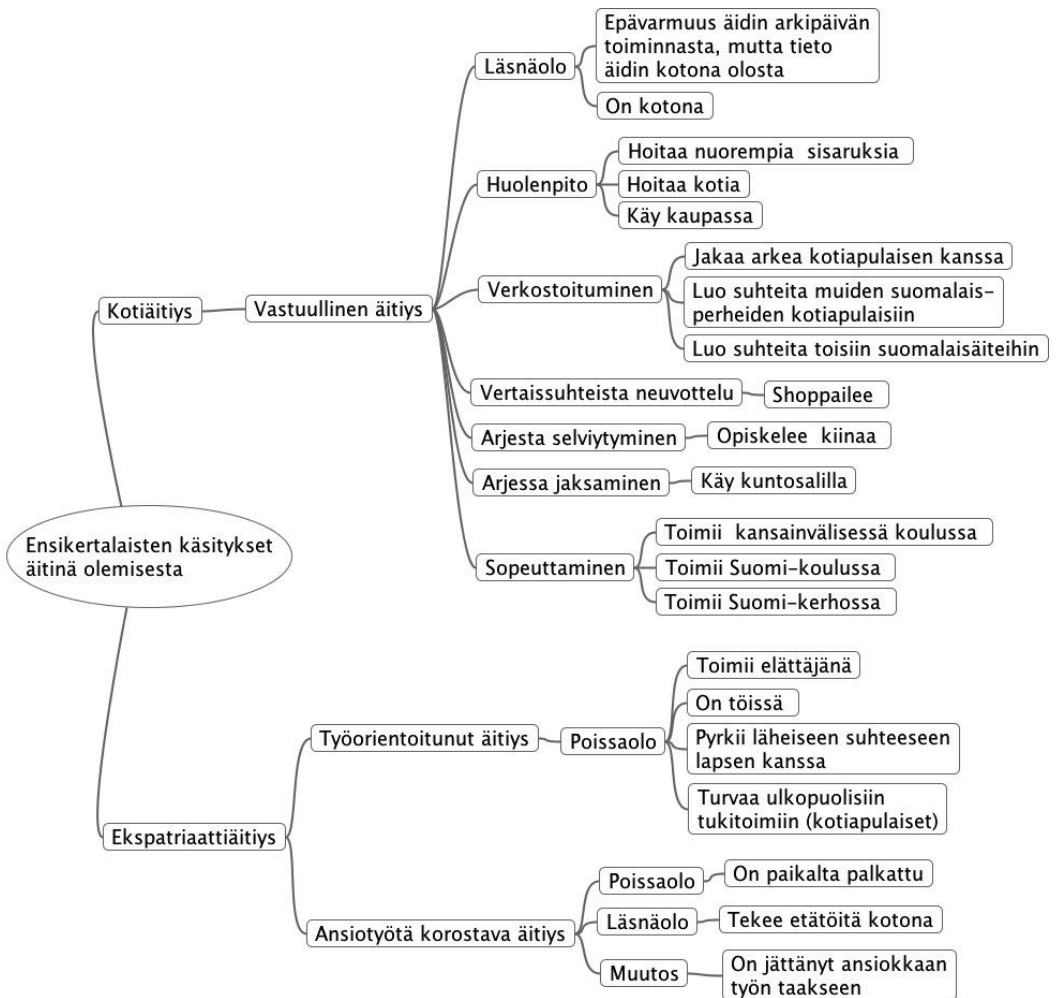 Ensikertalaisten käsitykset
äitinä olemisesta
Kotiäitiys
Vastuullinen äitiys
Läsnäolo
Epävarmuus äidin arkipäivän
toiminnasta, mutta tieto
äidin kotona olosta
On kotona
Huolenpito
Hoitaa nuorempia sisaruksia
Hoitaa kotia
Käy kaupassa
Verkostoituminen
Jakaa arkea kotiapulaisen kanssa
Luo suhteita muiden suomalais-
perheiden kotiapulaisiin
Luo suhteita toisiin suomalaisäiteihin
Vertaissuhteista neuvottelu
Shoppailee
Arjesta selviytyminen
Opiskelee kiinaa
Arjessa jaksaminen
Käy kuntosalilla
Sopeuttaminen
Toimii kansainvälisessä koulussa
Toimii Suomi-koulussa
Toimii Suomi-kerhossa
Ekspatriaattiäitiys
Työorientoitunut äitiys
Poissaolo
Toimii elättäjänä
On töissä
Pyrkii läheiseen suhteeseen
lapsen kanssa
Turvaa ulkopuolisiin
tukitoimiin (kotiapulaiset)
Ansiotyötä korostava äitiys
Poissaolo
On paikalta palkattu
Läsnäolo
Tekee etätöitä kotona
Muutos
On jättänyt ansiokkaan
työn taakseen